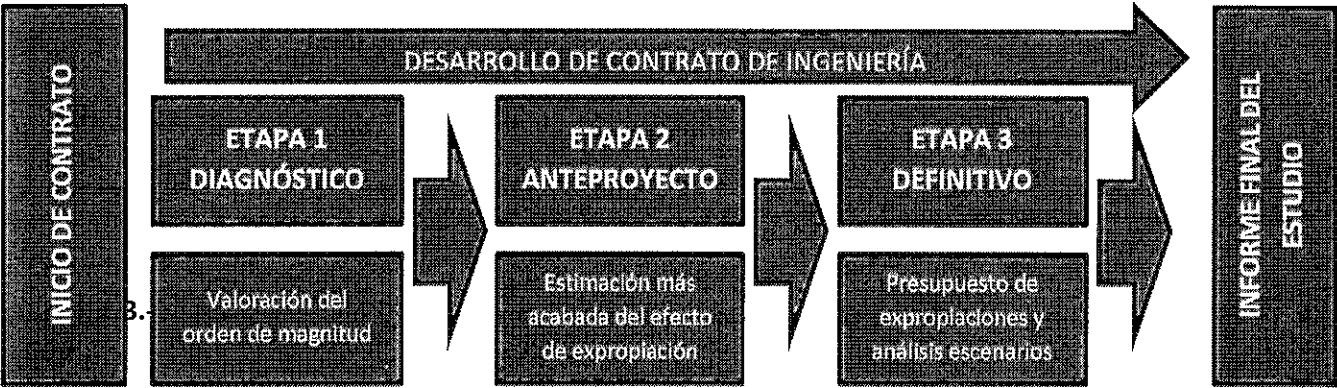 INICIO DE CONTRATO
DESARROLLO DE CONTRATO DE INGENIERÍA
ETAPA 1
DIAGNÓSTICO
Valoración del
orden de magnitud
ETAPA 2
ANTEPROYECTO
Estimación más
acabada del efecto
de expropiación
ETAPA 3
DEFINITIVO
Presupuesto de
expropiaciones y
análisis escenarios
INFORME FINAL DEL
ESTUDIO
3.-